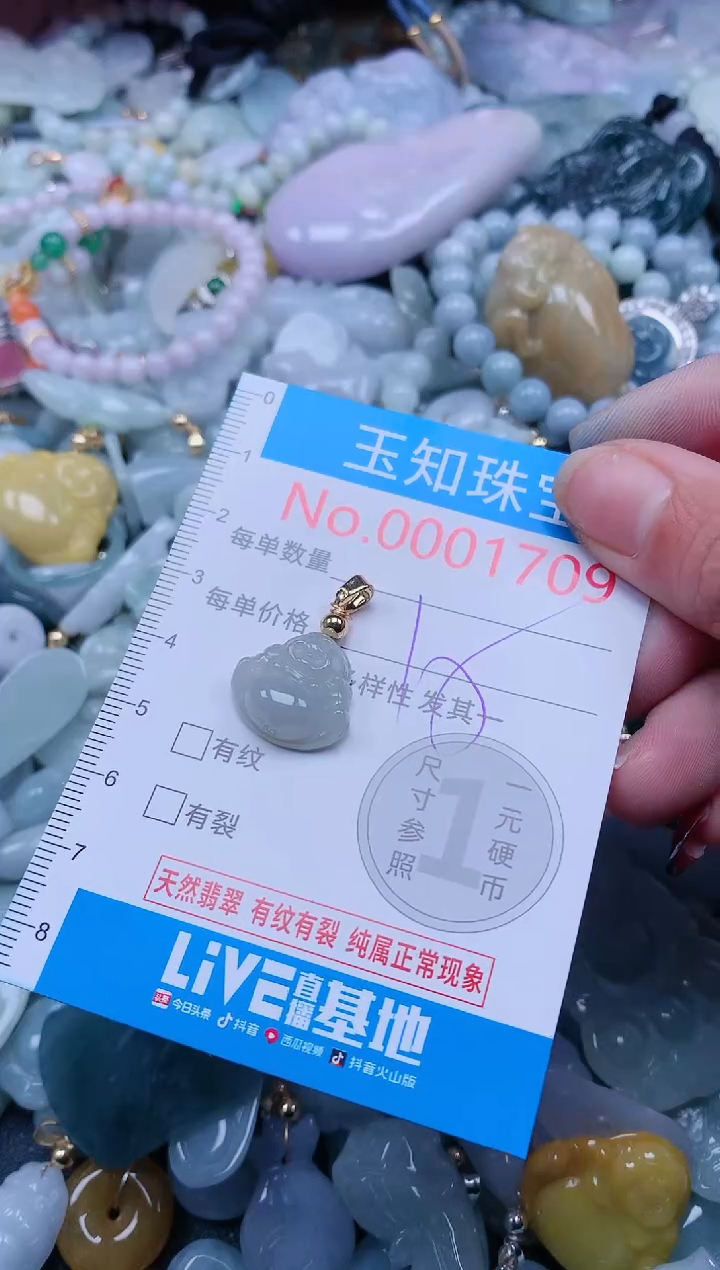 0
玉知珠宝
1
No.0001709
2
每单数量
3
每单价格
4
多样性 发其一
5
□有纹
尺寸参照
1
一元硬币
6
□有裂
7
天然翡翠 有纹有裂 纯属正常现象
8
LiVE直播基地
头条 今日头条 抖音 西瓜视频 抖音火山版